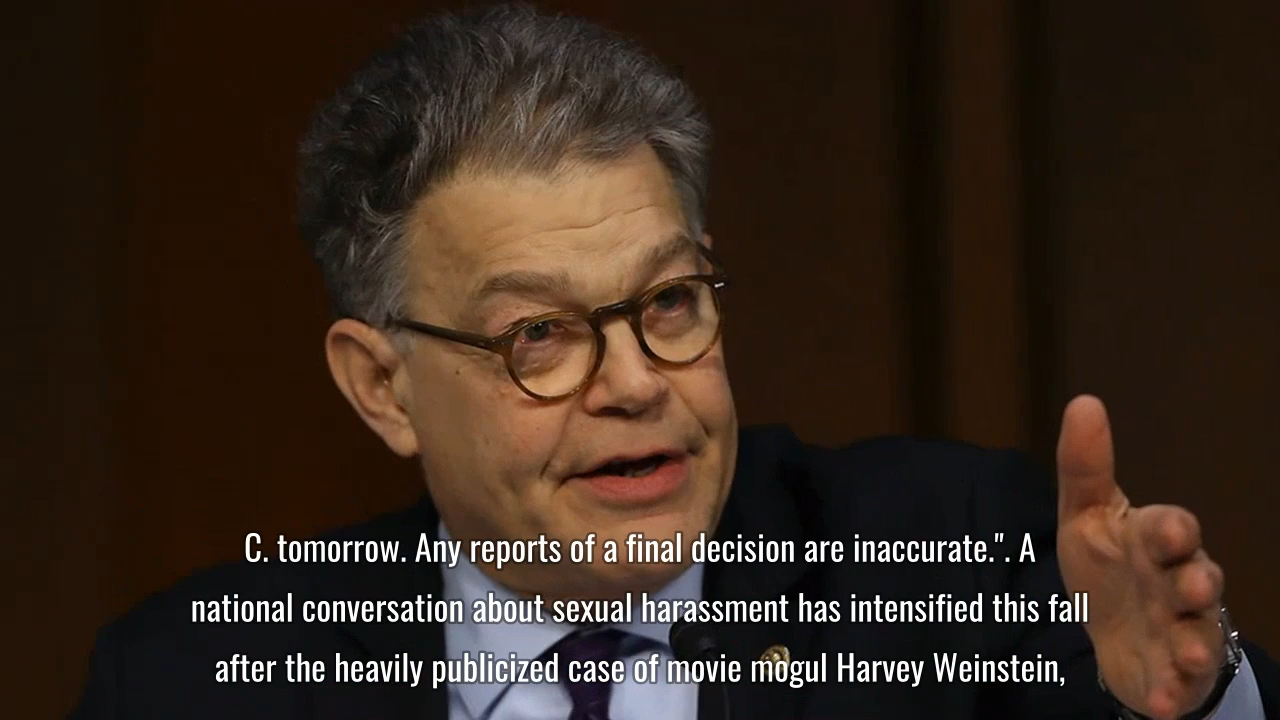 C. tomorrow. Any reports of a final decision are inaccurate.". A
national conversation about sexual harassment has intensified this fall
after the heavily publicized case of movie mogul Harvey Weinstein,